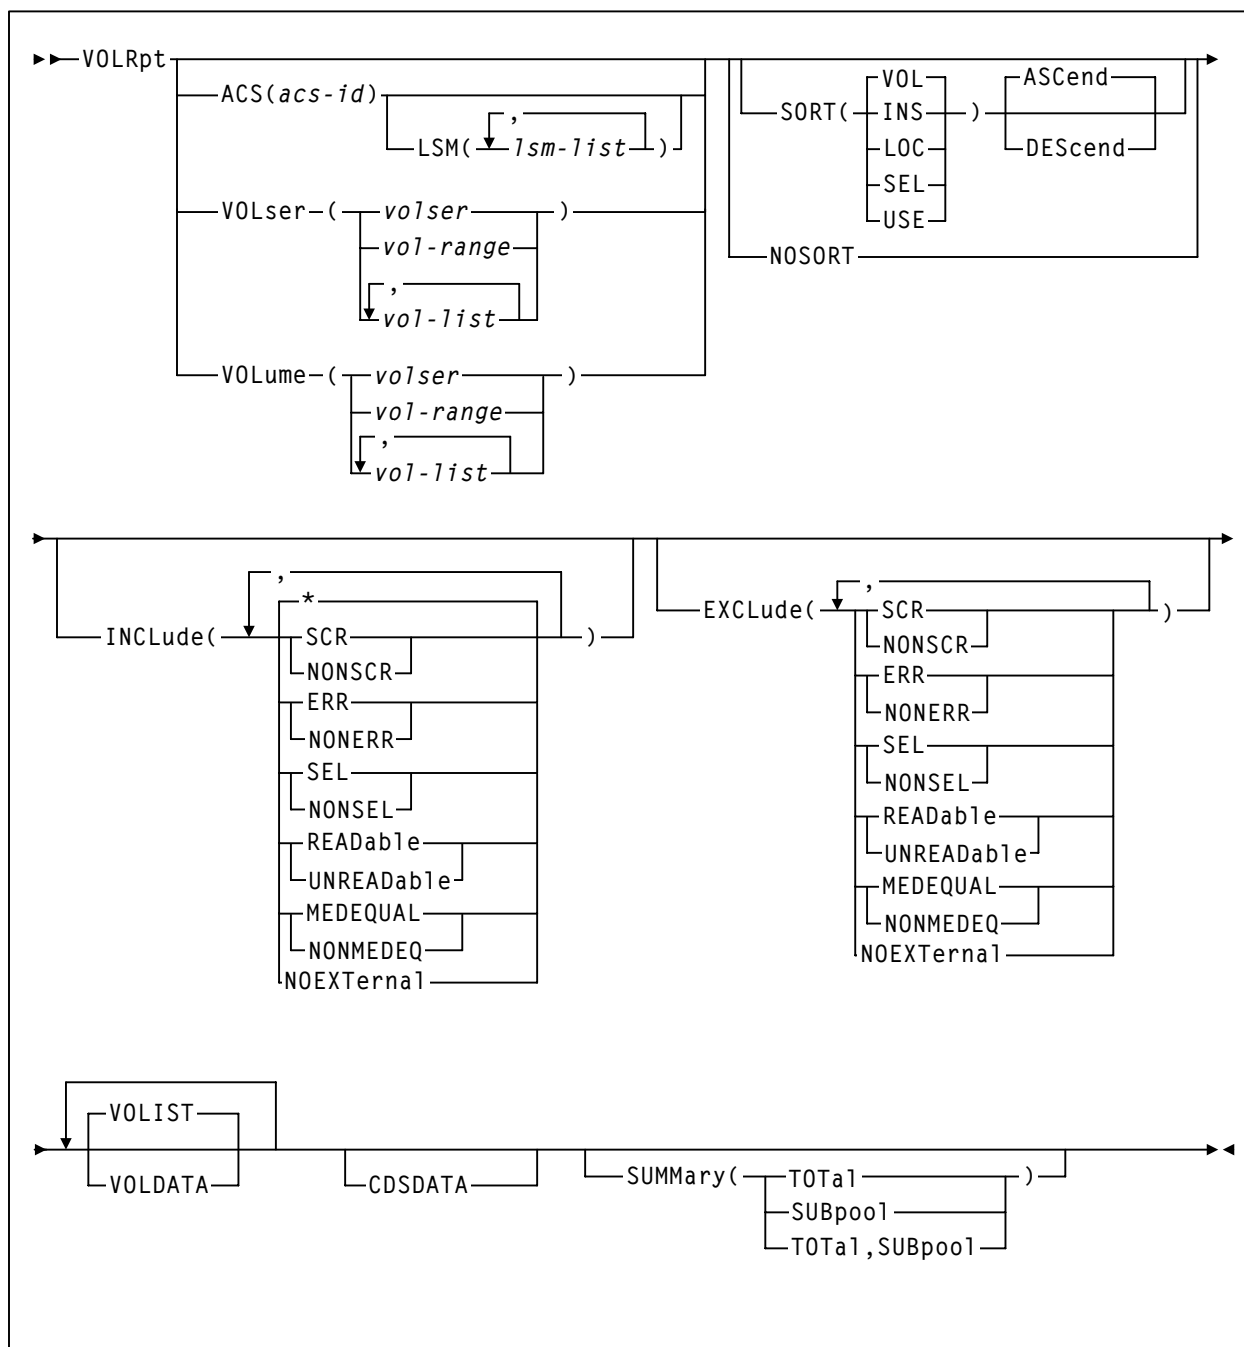 VOLRpt
ACS(acs-id)
LSM(
,
lsm-list
)
VOLser
(
volser
vol-range
,
vol-list
)
VOLume
(
volser
vol-range
,
vol-list
)
SORT(
VOL
INS
LOC
SEL
USE
)
ASCend
DEScend
NOSORT
INCLude(
,
*
SCR
NONSCR
ERR
NONERR
SEL
NONSEL
READable
UNREADable
MEDEQUAL
NONMEDEQ
NOEXTernal
)
EXCLude(
,
SCR
NONSCR
ERR
NONERR
SEL
NONSEL
READable
UNREADable
MEDEQUAL
NONMEDEQ
NOEXTernal
)
VOLIST
VOLDATA
CDSDATA
SUMMary(
TOTal
SUBpool
TOTal,SUBpool
)